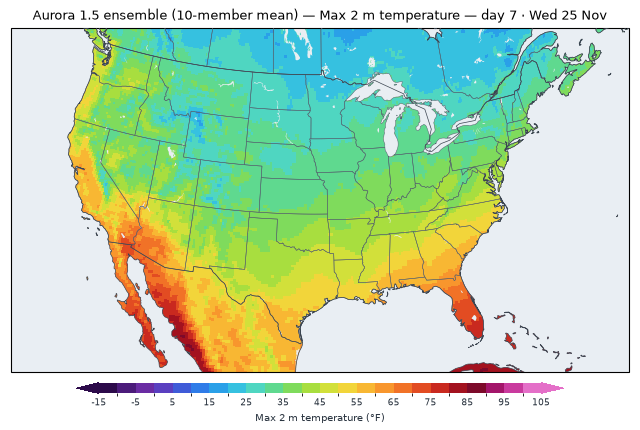 Aurora 1.5 ensemble (10-member mean) — Max 2 m temperature — day 7 · Wed 25 Nov
-15 -5 5 15 25 35 45 55 65 75 85 95 105
Max 2 m temperature (°F)